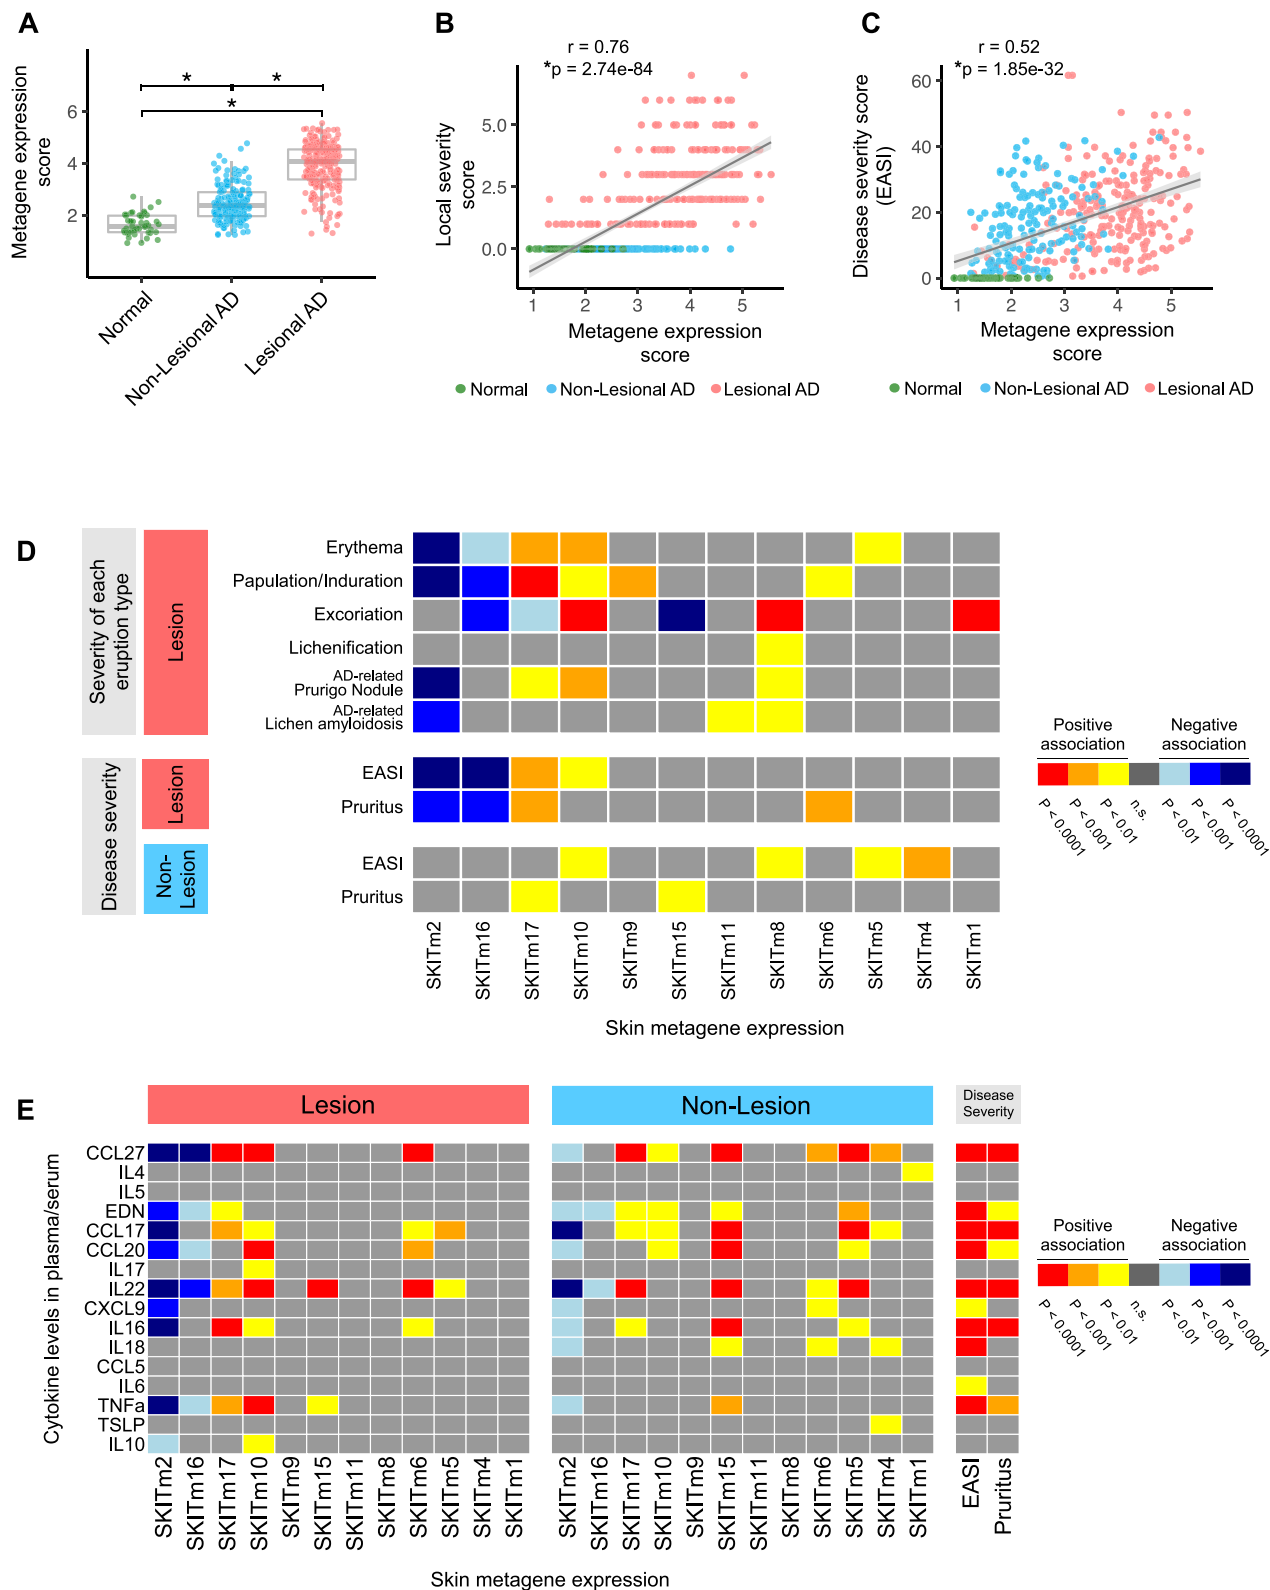 A
Metagene expression
score
6
4
2
*
*
*
Normal
Non-Lesional AD
Lesional AD
B
r = 0.76
*p = 2.74e-84
Local severity
score
5.0
2.5
0.0
1 2 3 4 5
Metagene expression
score
Normal Non-Lesional AD Lesional AD
C
r = 0.52
*p = 1.85e-32
Disease severity score
(EASI)
60
40
20
0
1 2 3 4 5
Metagene expression
score
Normal Non-Lesional AD Lesional AD
D
Severity of each
eruption type
Lesion
Erythema
Papulation/Induration
Excoriation
Lichenification
AD-related
Prurigo Nodule
AD-related
Lichen amyloidosis
Disease severity
Lesion
EASI
Pruritus
Non-
Lesion
EASI
Pruritus
SKITm2 SKITm16 SKITm17 SKITm10 SKITm9 SKITm15 SKITm11 SKITm8 SKITm6 SKITm5 SKITm4 SKITm1
Skin metagene expression
Positive
association
Negative
association
P < 0.0001 P < 0.001 P < 0.01 n.s. P < 0.01 P < 0.001 P < 0.0001
E
Lesion
Non-Lesion
Disease
Severity
Cytokine levels in plasma/serum
CCL27
IL4
IL5
EDN
CCL17
CCL20
IL17
IL22
CXCL9
IL16
IL18
CCL5
IL6
TNFa
TSLP
IL10
SKITm2 SKITm16 SKITm17 SKITm10 SKITm9 SKITm15 SKITm11 SKITm8 SKITm6 SKITm5 SKITm4 SKITm1
SKITm2 SKITm16 SKITm17 SKITm10 SKITm9 SKITm15 SKITm11 SKITm8 SKITm6 SKITm5 SKITm4 SKITm1
EASI Pruritus
Skin metagene expression
Positive
association
Negative
association
P < 0.0001 P < 0.001 P < 0.01 n.s. P < 0.01 P < 0.001 P < 0.0001